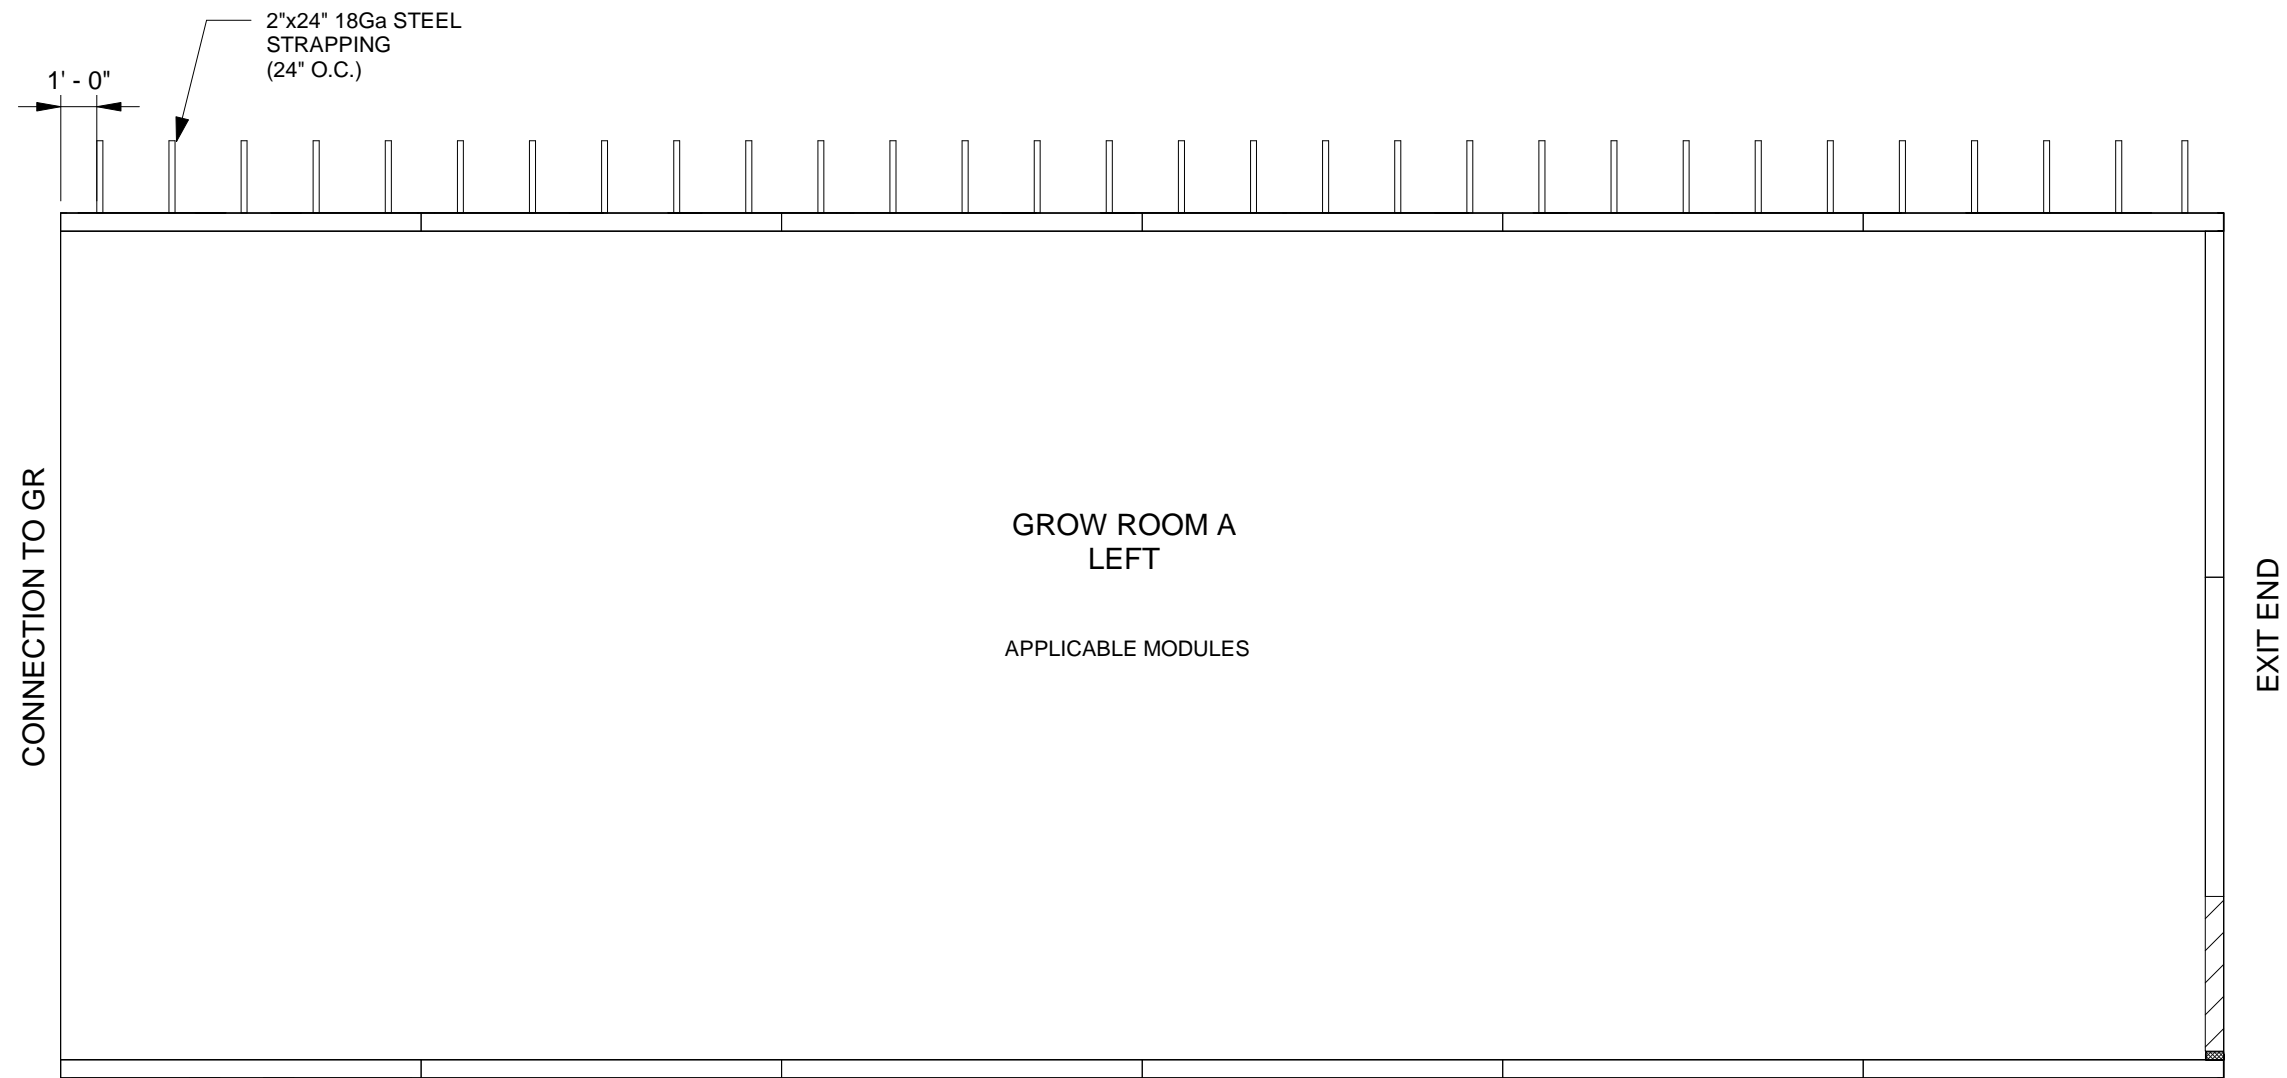 2"x24" 18Ga STEEL
STRAPPING
(24" O.C.)
1' - 0"
CONNECTION TO GR
GROW ROOM A
LEFT
APPLICABLE MODULES
EXIT END